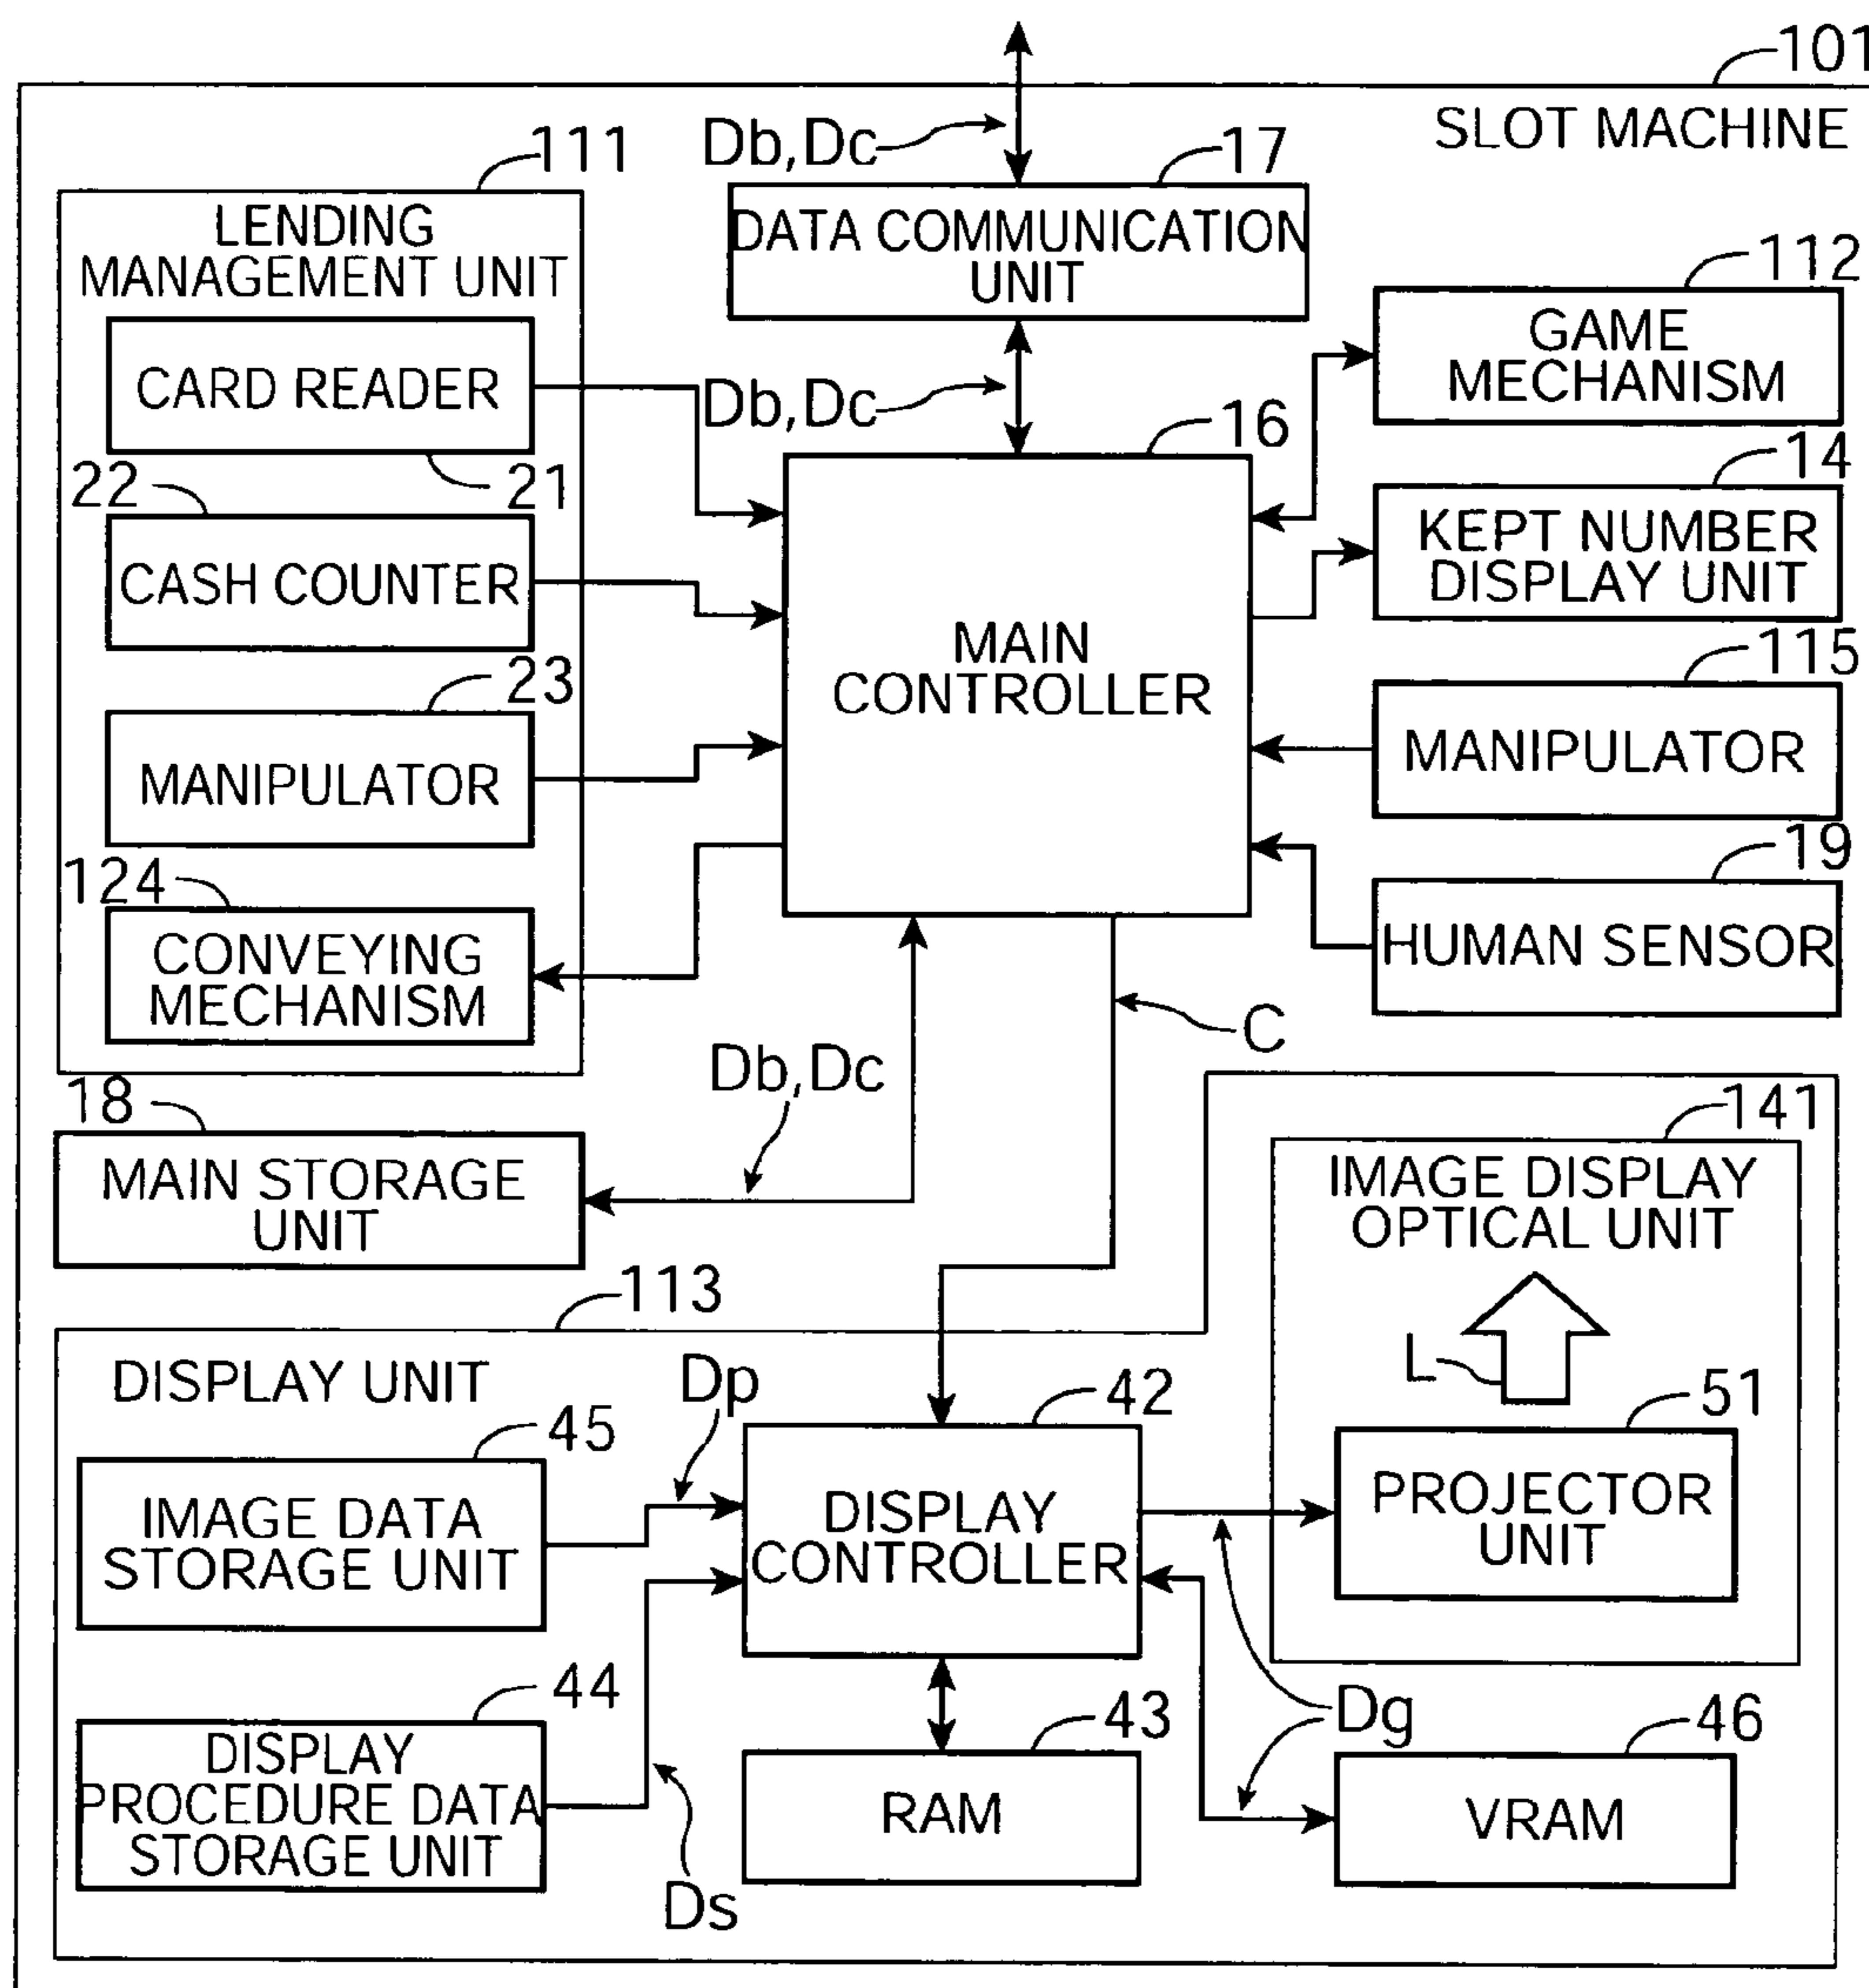 101
SLOT MACHINE
111
Db,Dc
17
LENDING
MANAGEMENT UNIT
DATA COMMUNICATION
UNIT
112
GAME
MECHANISM
CARD READER
Db,Dc
16
21
22
14
CASH COUNTER
KEPT NUMBER
DISPLAY UNIT
MAIN
CONTROLLER
23
115
MANIPULATOR
MANIPULATOR
124
19
CONVEYING
MECHANISM
HUMAN SENSOR
C
Db,Dc
18
141
MAIN STORAGE
UNIT
IMAGE DISPLAY
OPTICAL UNIT
113
L
DISPLAY UNIT
Dp
42
51
45
IMAGE DATA
STORAGE UNIT
DISPLAY
CONTROLLER
PROJECTOR
UNIT
44
43
Dg
46
DISPLAY
PROCEDURE DATA
STORAGE UNIT
RAM
VRAM
Ds